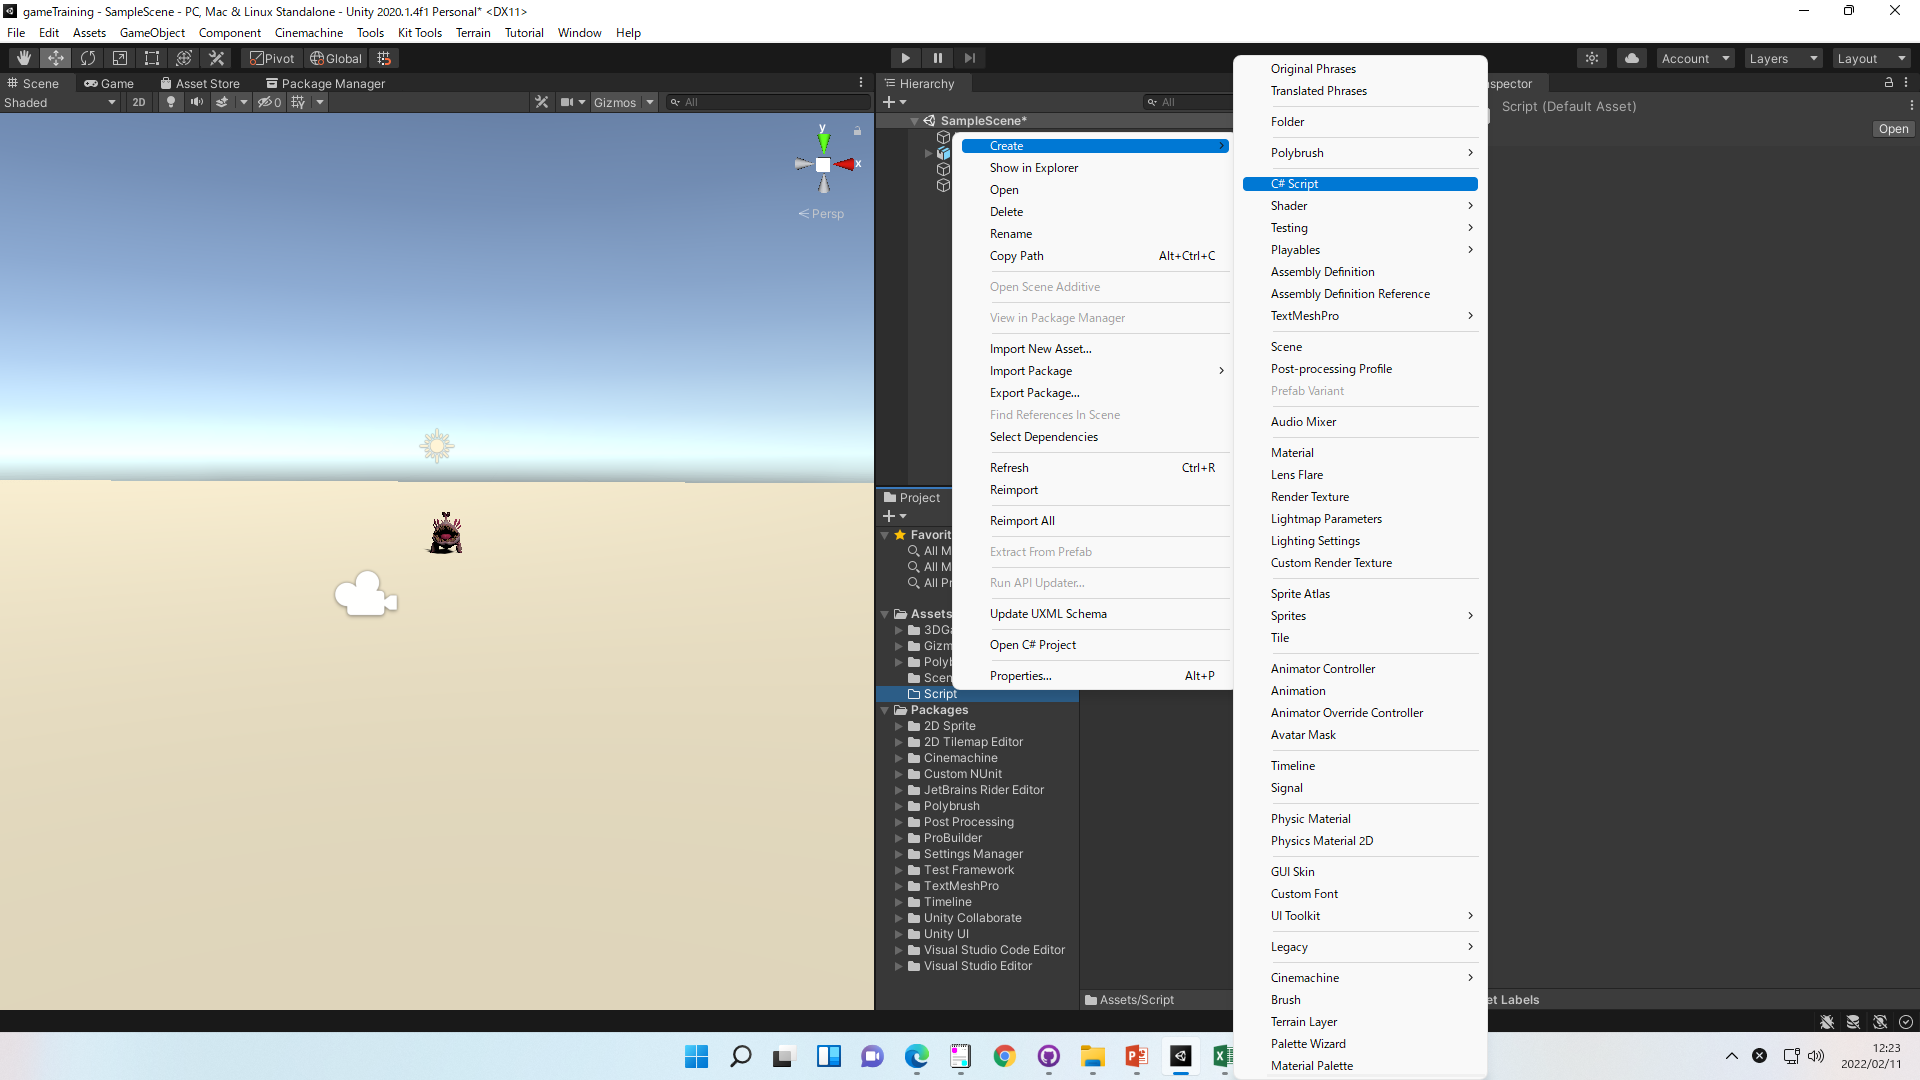 gameTraining - SampleScene - PC, Mac & Linux Standalone - Unity 2020.1.4f1 Personal* <DX11>
File Edit Assets GameObject Component Cinemachine Tools Kit Tools Terrain Tutorial Window Help
Pivot Global Account Layers Layout
Scene Game Asset Store Package Manager
Shaded 2D 0 Gizmos All
y
x
Persp
Hierarchy
All
SampleScene*
Create
Show in Explorer
Open
Delete
Rename
Copy Path Alt+Ctrl+C
Open Scene Additive
View in Package Manager
Import New Asset...
Import Package
Export Package...
Find References In Scene
Select Dependencies
Refresh Ctrl+R
Reimport
Reimport All
Extract From Prefab
Run API Updater...
Update UXML Schema
Open C# Project
Properties... Alt+P
Original Phrases
Translated Phrases
Folder
Polybrush
C# Script
Shader
Testing
Playables
Assembly Definition
Assembly Definition Reference
TextMeshPro
Scene
Post-processing Profile
Prefab Variant
Audio Mixer
Material
Lens Flare
Render Texture
Lightmap Parameters
Lighting Settings
Custom Render Texture
Sprite Atlas
Sprites
Tile
Animator Controller
Animation
Animator Override Controller
Avatar Mask
Timeline
Signal
Physic Material
Physics Material 2D
GUI Skin
Custom Font
UI Toolkit
Legacy
Cinemachine
Brush
Terrain Layer
Palette Wizard
Material Palette
spector
Script (Default Asset)
Open
et Labels
Project
Favorit
All M
All M
All Pr
Assets
3DGa
Gizm
Polyb
Scen
Script
Packages
2D Sprite
2D Tilemap Editor
Cinemachine
Custom NUnit
JetBrains Rider Editor
Polybrush
Post Processing
ProBuilder
Settings Manager
Test Framework
TextMeshPro
Timeline
Unity Collaborate
Unity UI
Visual Studio Code Editor
Visual Studio Editor
Assets/Script
12:23
2022/02/11